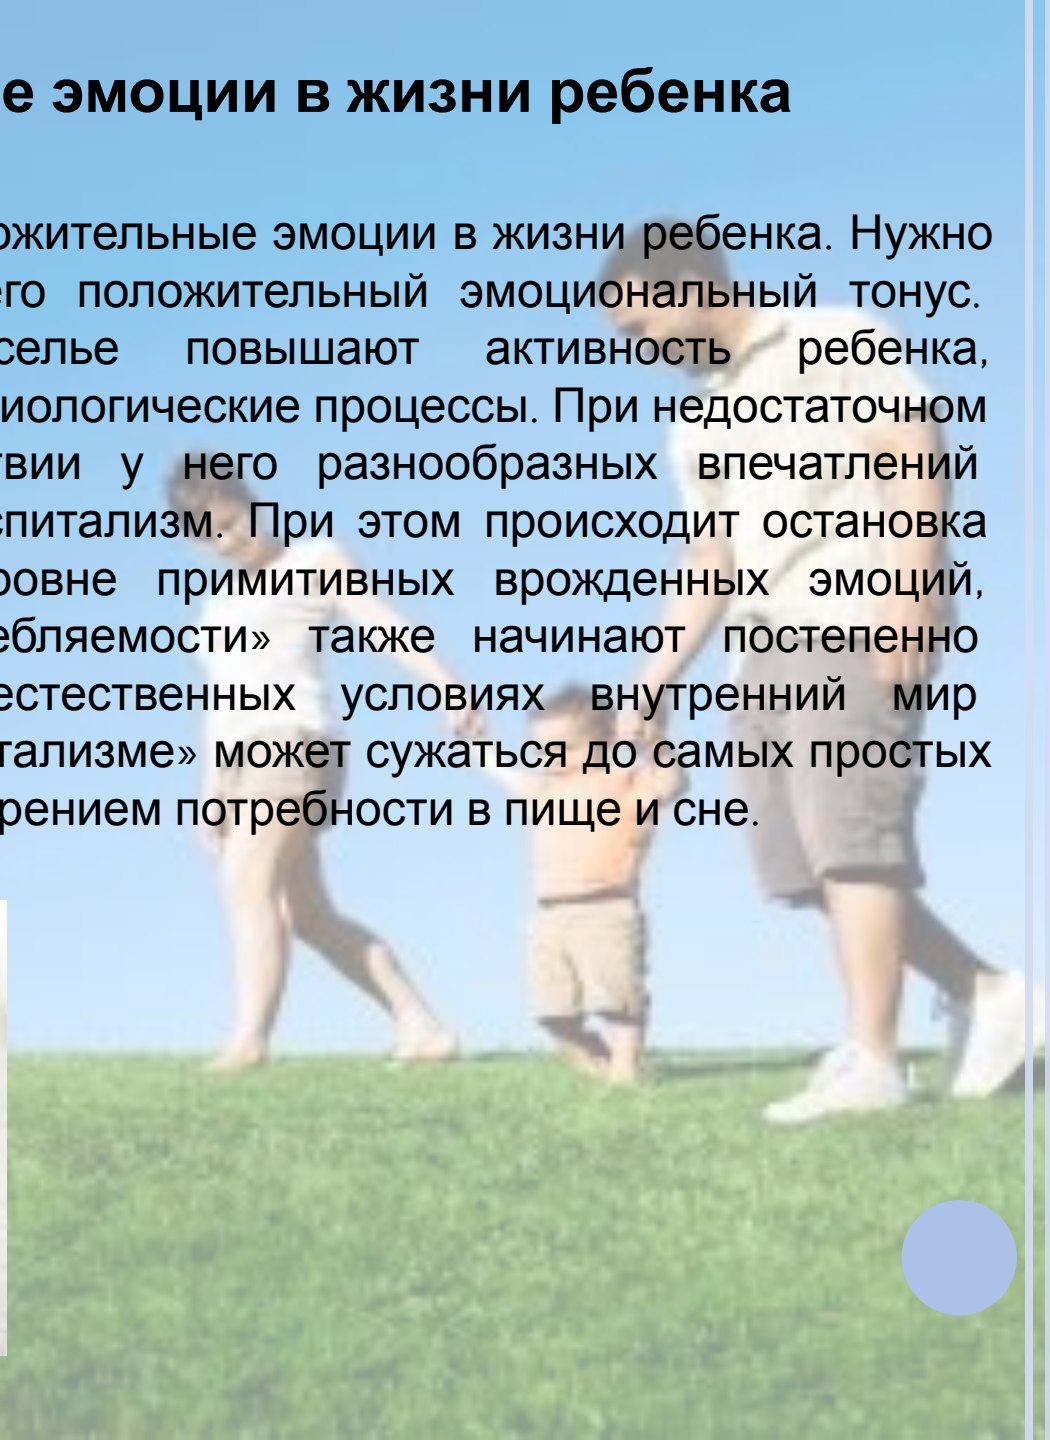 е эмоции в жизни ребенка
ожительные эмоции в жизни ребенка. Нужно
его положительный эмоциональный тонус.
селье повышают активность ребенка,
иологические процессы. При недостаточном
твии у него разнообразных впечатлений
спитализм. При этом происходит остановка
ровне примитивных врожденных эмоций,
ебляемости» также начинают постепенно
естественных условиях внутренний мир
тализме» может сужаться до самых простых
рением потребности в пище и сне.